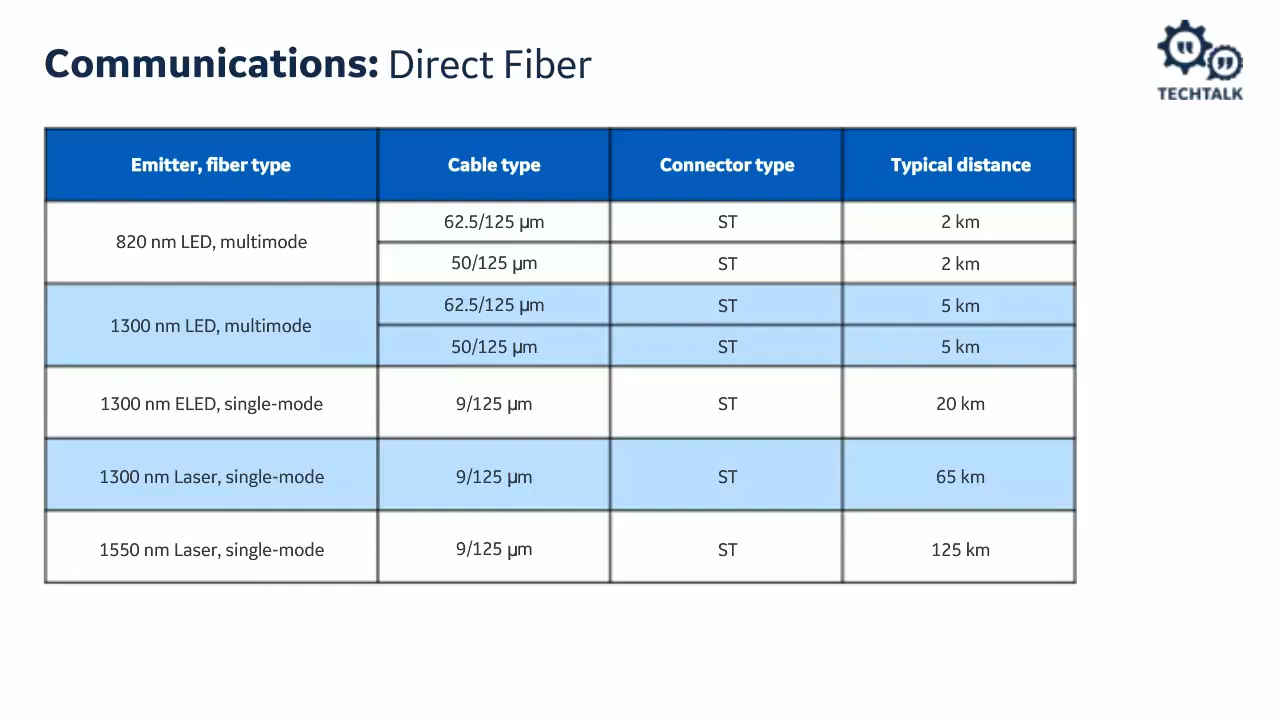 Communications: Direct Fiber
TECHTALK
Emitter, fiber type Cable type Connector type Typical distance
820 nm LED, multimode 62.5/125 μm ST 2 km
50/125 μm ST 2 km
1300 nm LED, multimode 62.5/125 μm ST 5 km
50/125 μm ST 5 km
1300 nm ELED, single-mode 9/125 μm ST 20 km
1300 nm Laser, single-mode 9/125 μm ST 65 km
1550 nm Laser, single-mode 9/125 μm ST 125 km